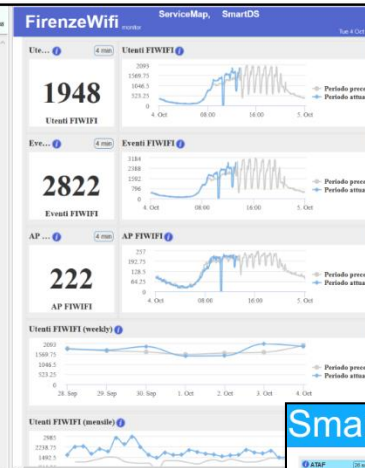 ServiceMap, SmartDS
FirenzeWifi monitor
Tue 4 Oct
Ute... 4 min Utenti FIWIFI
2093
1569.75
1046.5
523.25
0
4. Oct 08:00 16:00 5. Oct
1948
Utenti FIWIFI
Periodo prece
Periodo attua
Eve... 4 min Eventi FIWIFI
3184
2388
1592
796
0
4. Oct 08:00 16:00 5. Oct
2822
Eventi FIWIFI
Periodo prece
Periodo attua
AP ... 4 min AP FIWIFI
257
192.75
128.5
64.25
0
4. Oct 08:00 16:00 5. Oct
222
AP FIWIFI
Periodo prece
Periodo attua
Utenti FIWIFI (weekly)
2093
1569.75
1046.5
523.25
0
28. Sep 29. Sep 30. Sep 1. Oct 2. Oct 3. Oct 4. Oct
Periodo prece
Periodo attua
Utenti FIWIFI (mensile)
2985
2238.75
1492.5
Sma
ATAF